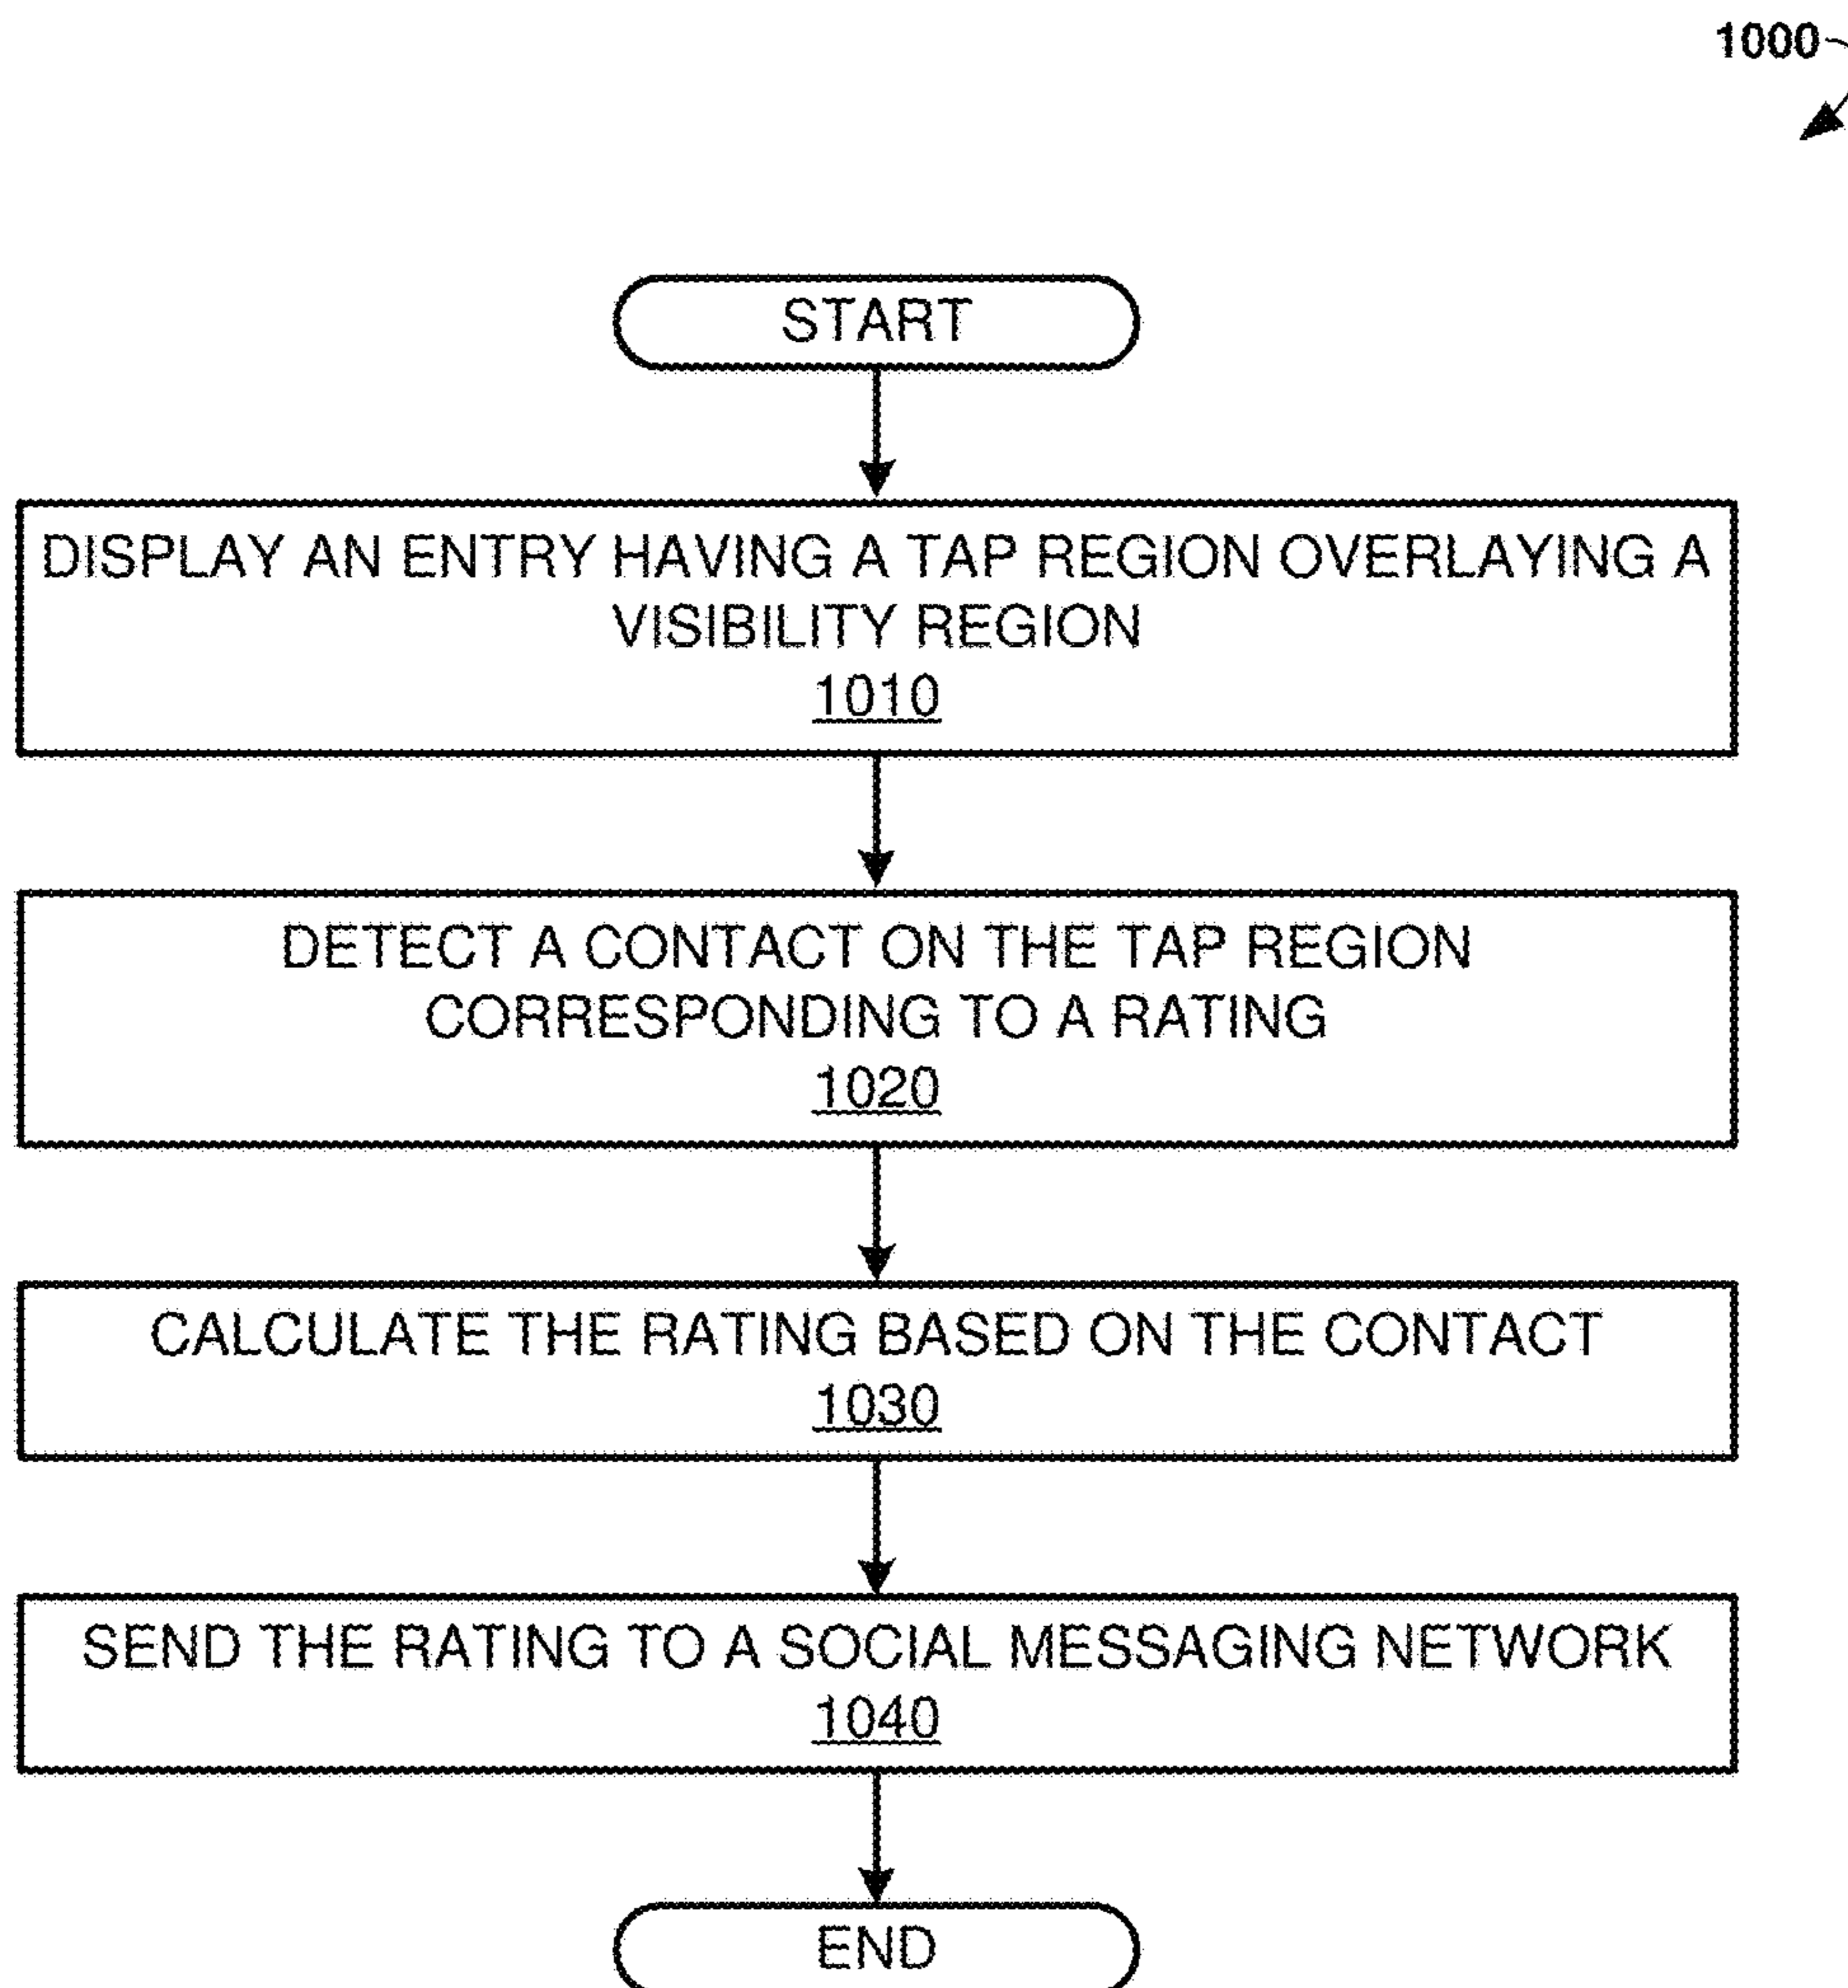 1000
START
DISPLAY AN ENTRY HAVING A TAP REGION OVERLAYING A
VISIBILITY REGION
1010
DETECT A CONTACT ON THE TAP REGION
CORRESPONDING TO A RATING
1020
CALCULATE THE RATING BASED ON THE CONTACT
1030
SEND THE RATING TO A SOCIAL MESSAGING NETWORK
1040
END